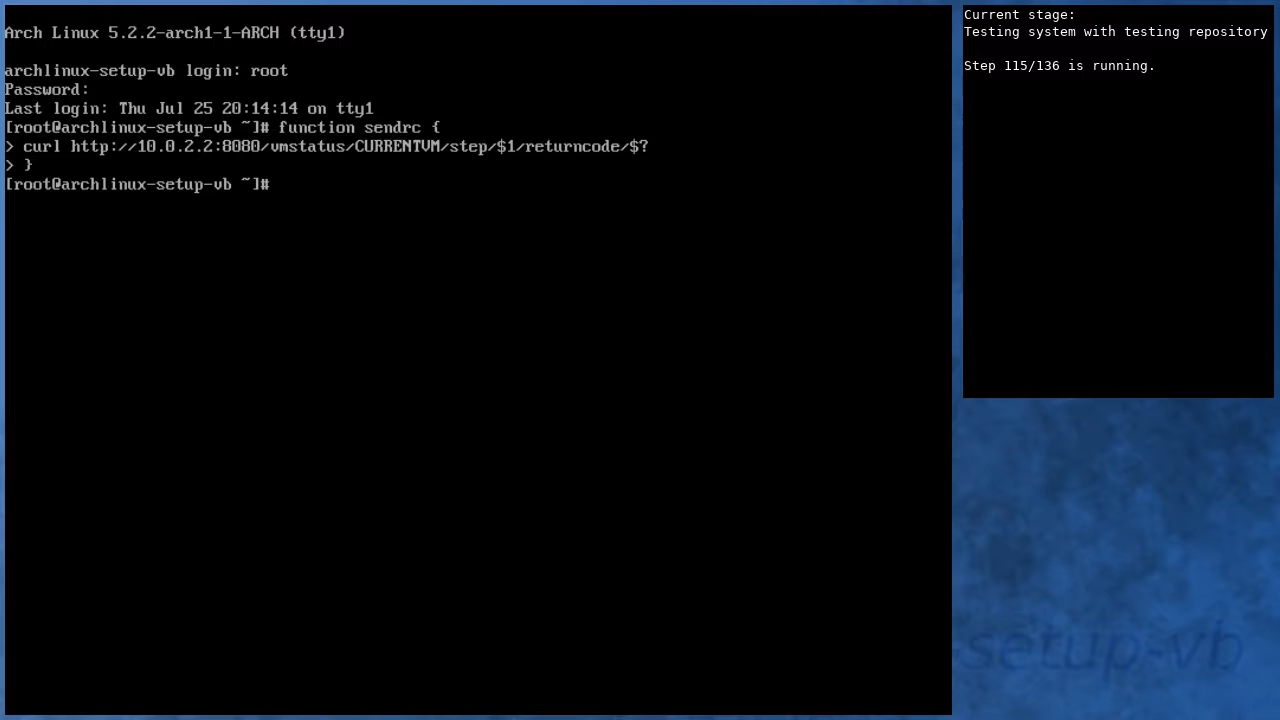 Arch Linux 5.2.2-arch1-1-ARCH (tty1)
archlinux-setup-vb login: root
Password:
Last login: Thu Jul 25 20:14:14 on tty1
[root@archlinux-setup-vb ~]# function sendrc {
> curl http://10.0.2.2:8080/vmstatus/CURRENTVM/step/$1/returncode/$?
> }
[root@archlinux-setup-vb ~]#
Current stage:
Testing system with testing repository
Step 115/136 is running.
setup-vb